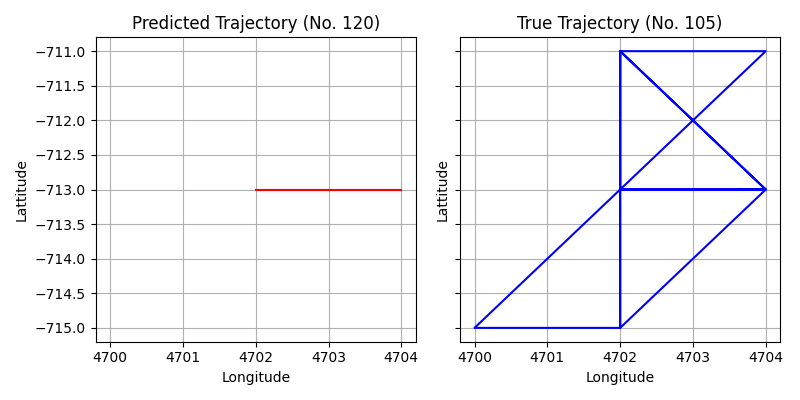 Predicted Trajectory (No. 120)
−711.0
−711.5
−712.0
−712.5
−713.0
−713.5
−714.0
−714.5
−715.0
Lattitude
4700 4701 4702 4703 4704
Longitude
True Trajectory (No. 105)
Lattitude
4700 4701 4702 4703 4704
Longitude